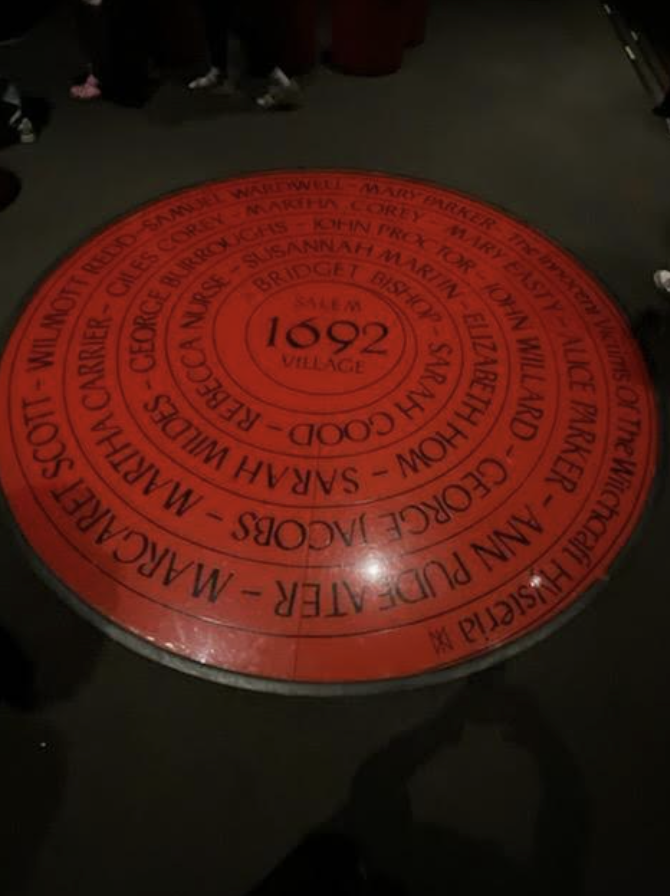 SALEM
1692
VILLAGE
BRIDGET BISHOP - SARAH GOOD - REBECCA NURSE -
SUSANNAH MARTIN - ELIZABETH HOW - SARAH WILDES -
GEORGE BURROUGHS - JOHN PROCTOR - JOHN WILLARD - GEORGE JACOBS -
MARTHA CARRIER - GILES COREY - MARTHA COREY - MARY EASTY - ALICE PARKER - ANN PUDEATER -
MARGARET SCOTT - WILMOTT REDD - SAMUEL WARDWELL - MARY PARKER - The Innocent Victims Of The Witchcraft Hysteria